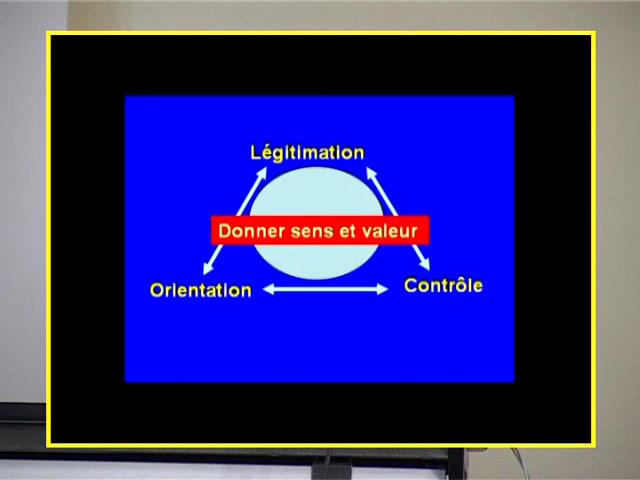 Légitimation
Donner sens et valeur
Orientation
Contrôle